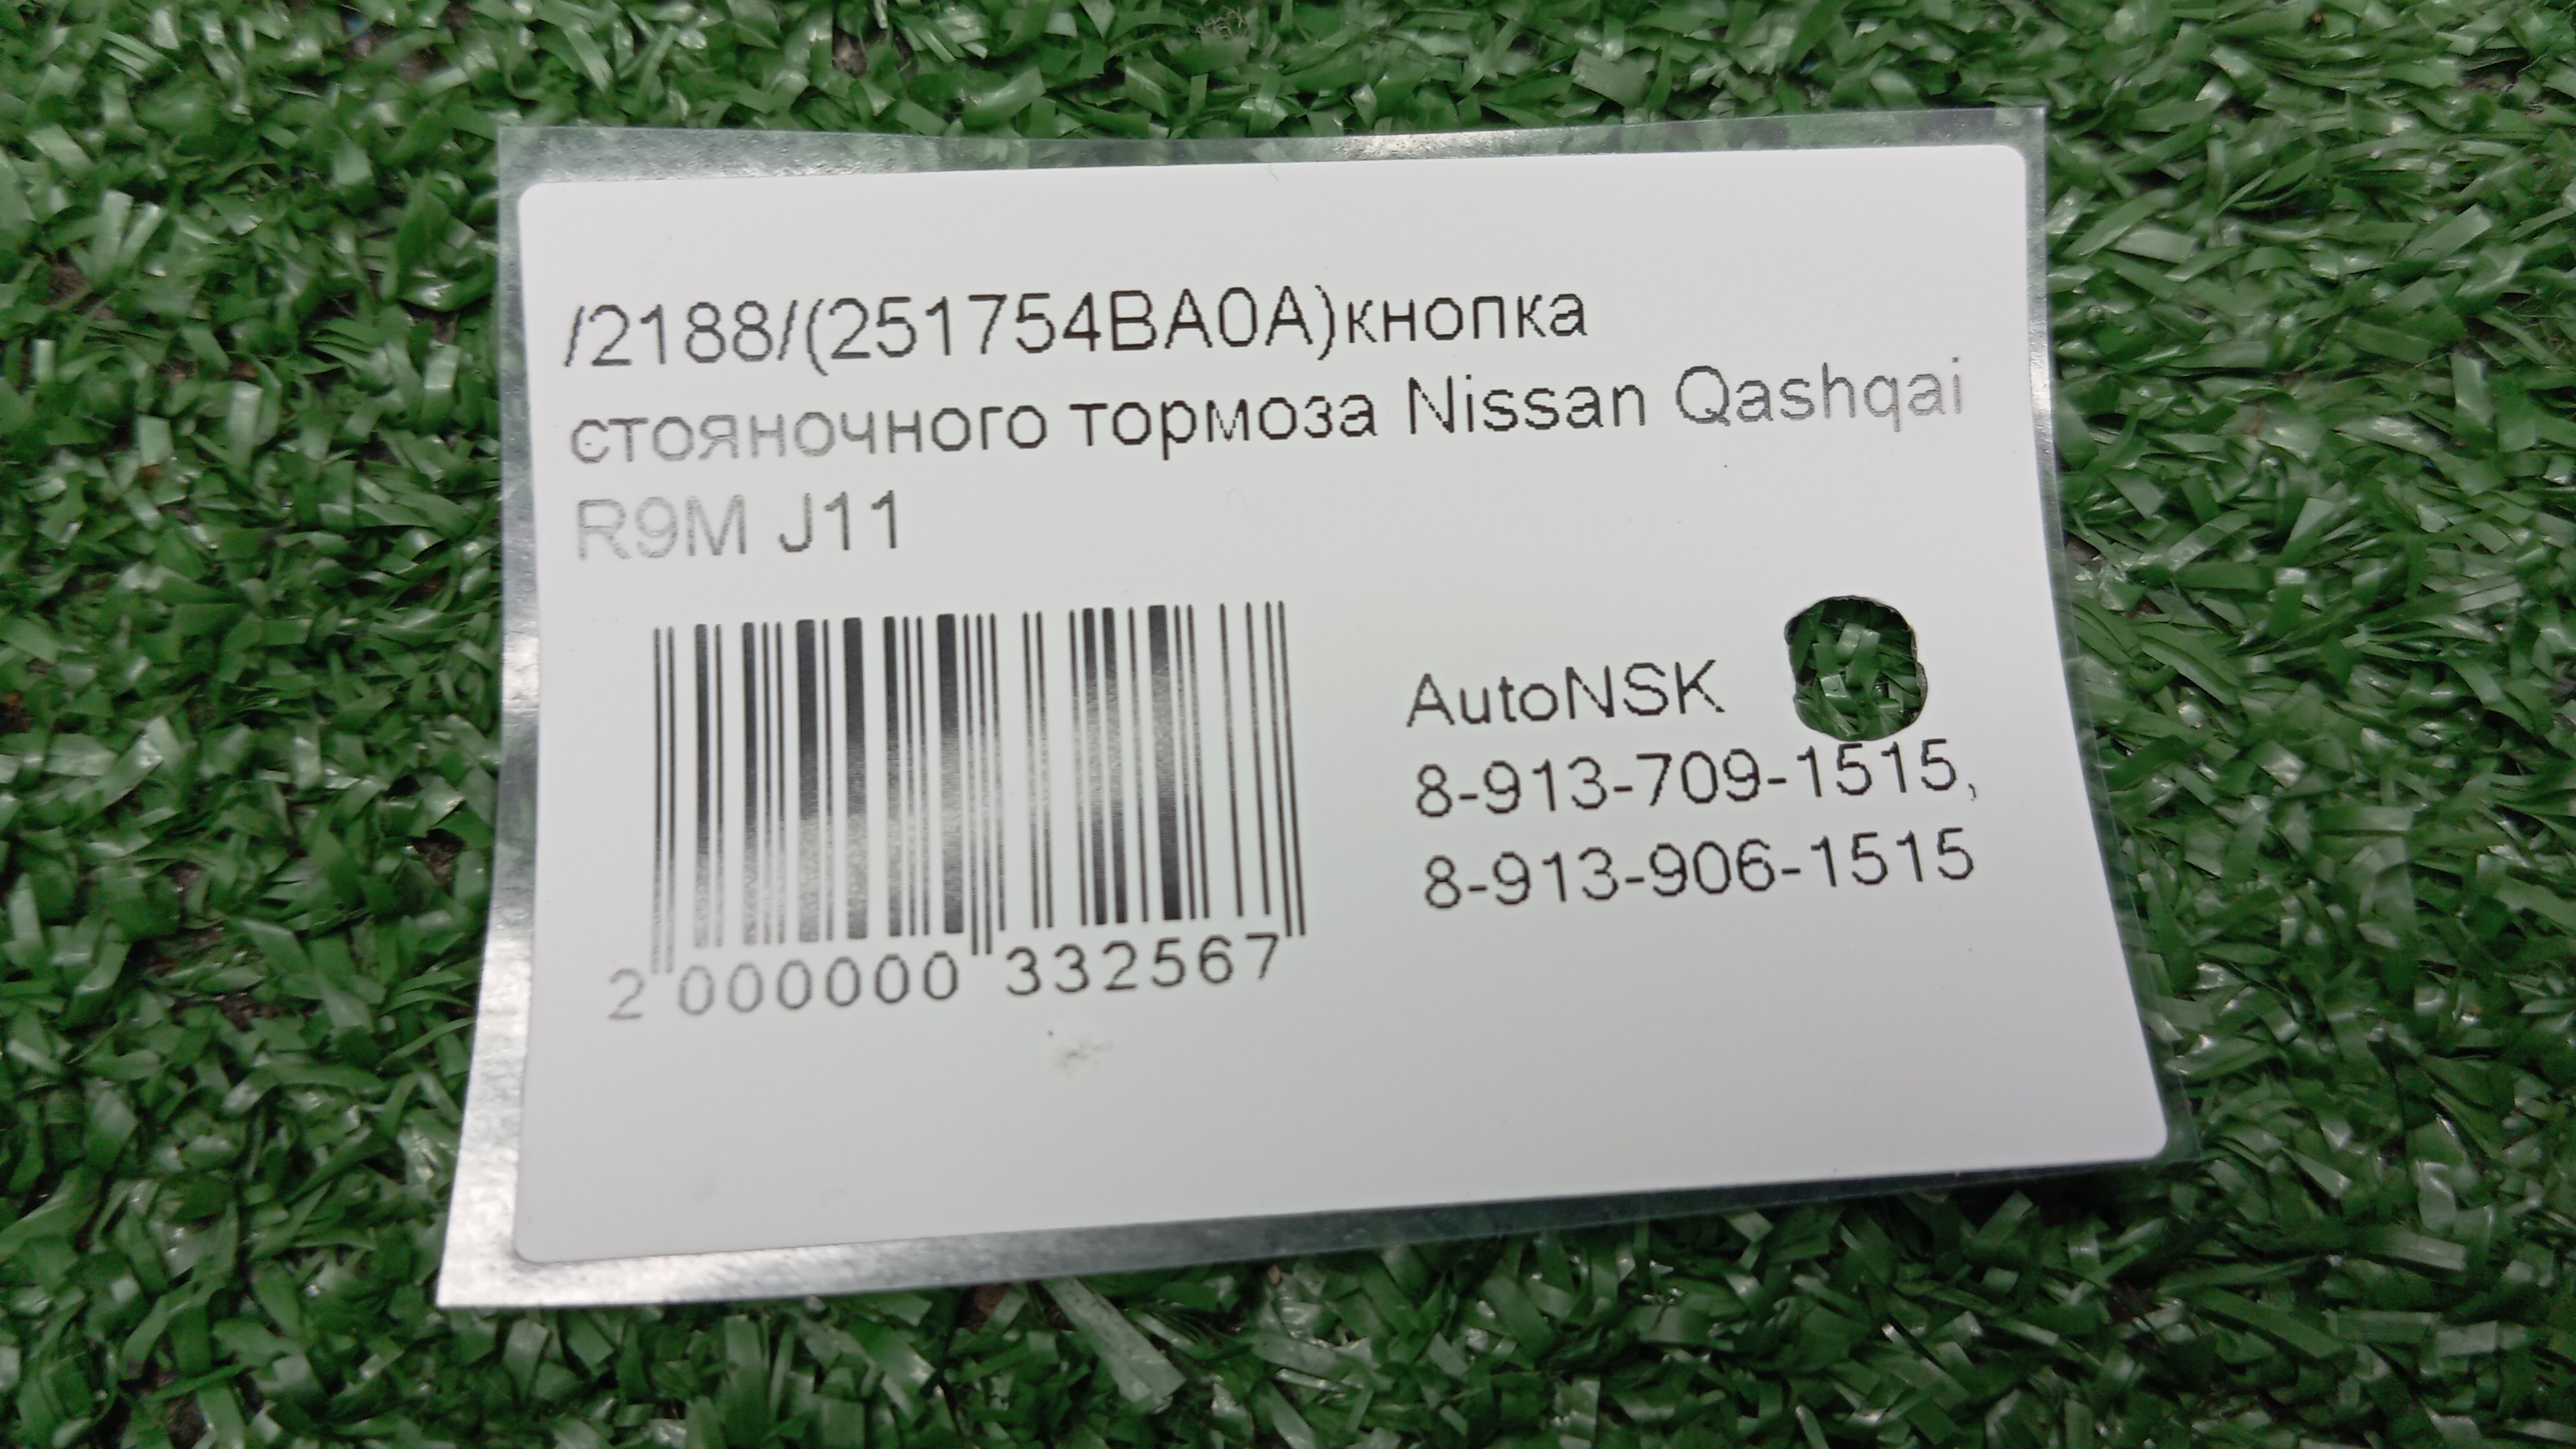 /2188/(251754BA0A)кнопка
стояночного тормоза Nissan Qashqai
R9M J11
AutoNSK
8-913-709-1515,
8-913-906-1515
2 000000 332567